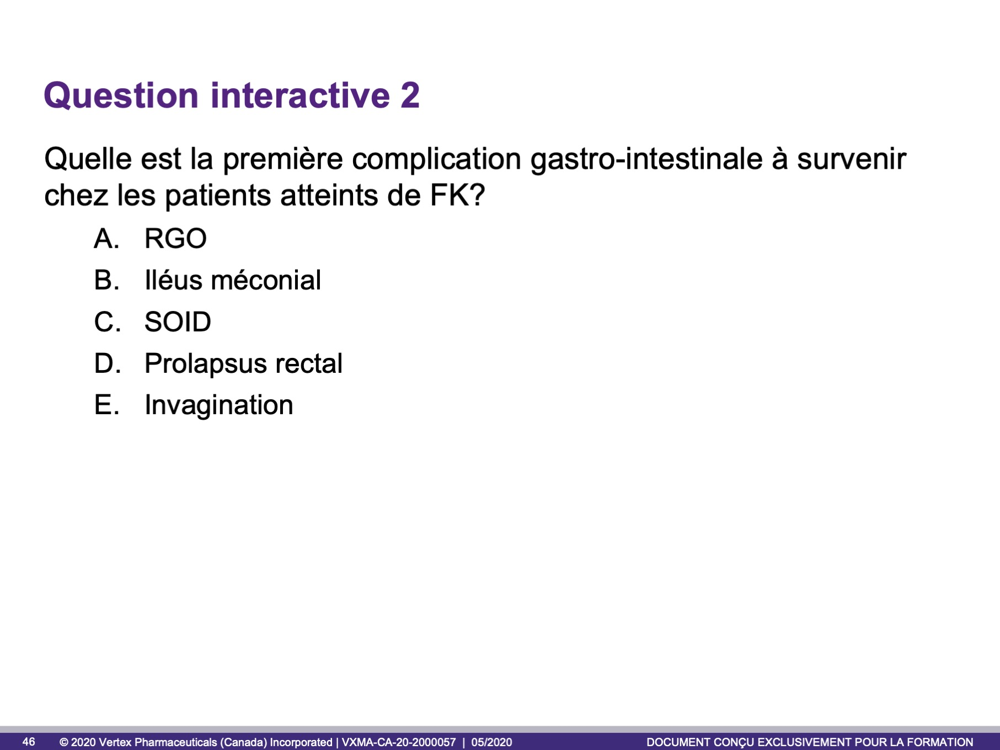 Question interactive 2
Quelle est la première complication gastro-intestinale à survenir
chez les patients atteints de FK?
A. RGO
B. Iléus méconial
C. SOID
D. Prolapsus rectal
E. Invagination
46 © 2020 Vertex Pharmaceuticals (Canada) Incorporated | VXMA-CA-20-2000057 | 05/2020 DOCUMENT CONÇU EXCLUSIVEMENT POUR LA FORMATION